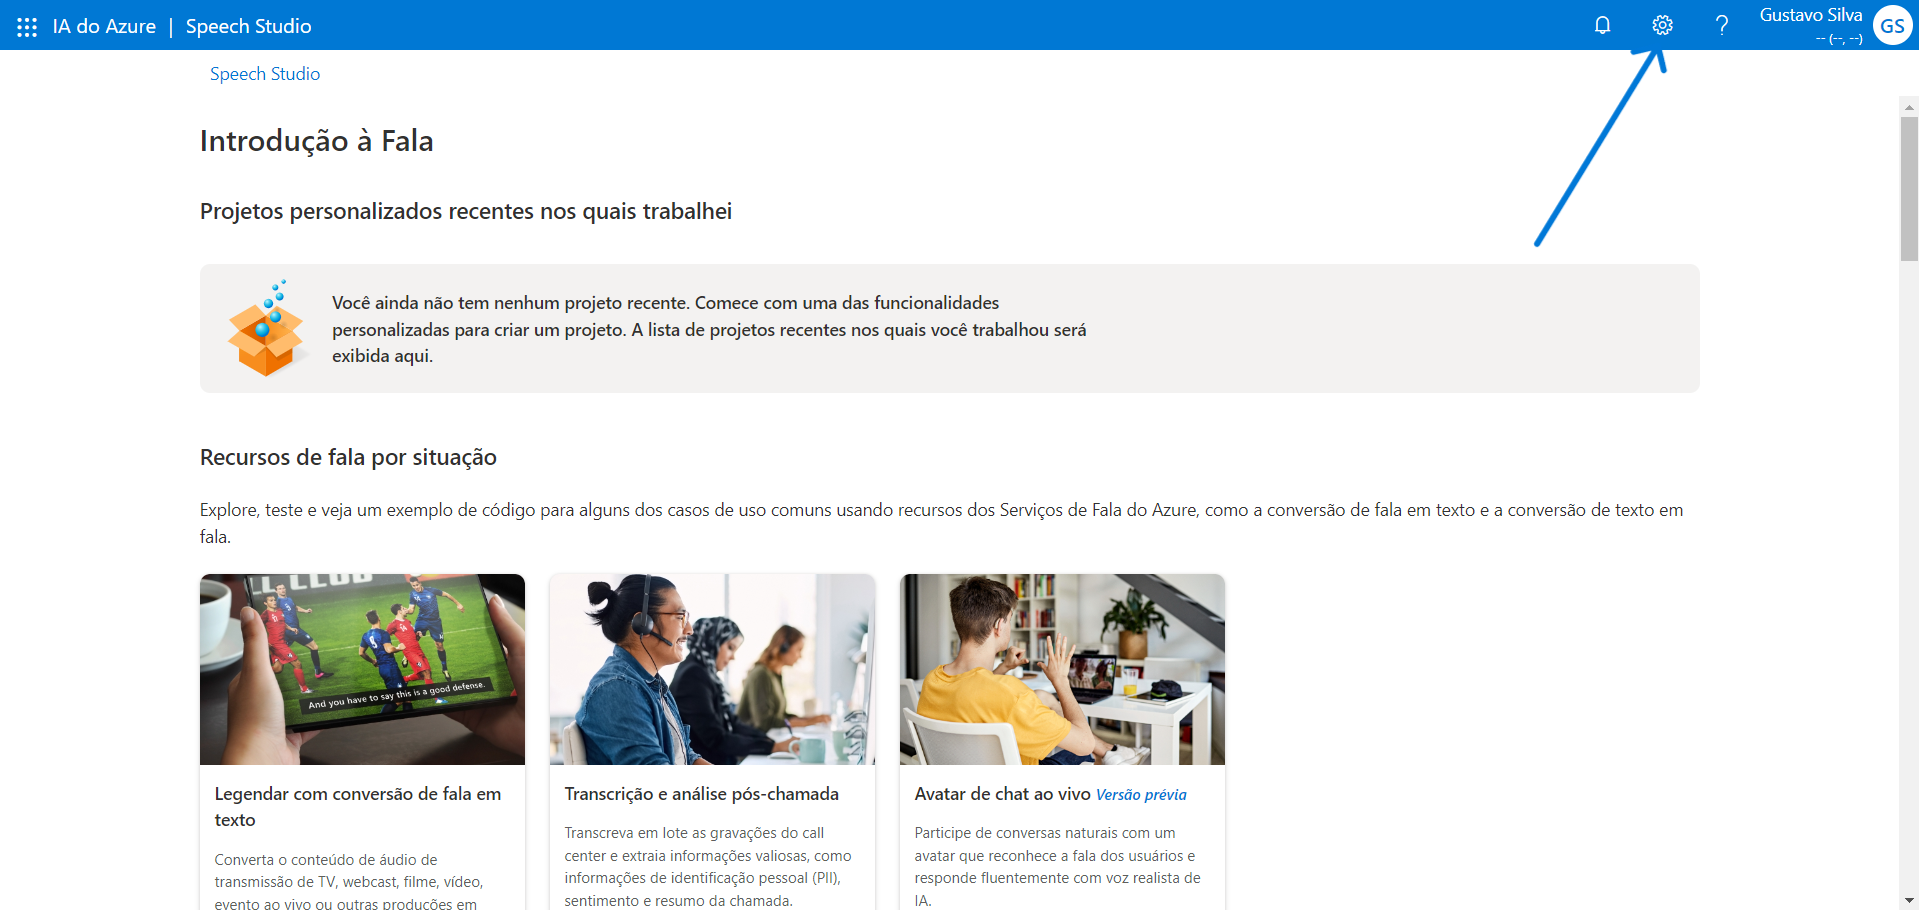 IA do Azure | Speech Studio
?
Gustavo Silva
-- (--, --)
GS
Speech Studio
Introdução à Fala
Projetos personalizados recentes nos quais trabalhei
Você ainda não tem nenhum projeto recente. Comece com uma das funcionalidades
personalizadas para criar um projeto. A lista de projetos recentes nos quais você trabalhou será
exibida aqui.
Recursos de fala por situação
Explore, teste e veja um exemplo de código para alguns dos casos de uso comuns usando recursos dos Serviços de Fala do Azure, como a conversão de fala em texto e a conversão de texto em
fala.
LL CLUB
And you have to say this is a good defense.
Legendar com conversão de fala em
texto
Converta o conteúdo de áudio de
transmissão de TV, webcast, filme, vídeo,
evento ao vivo ou outras produções em
Transcrição e análise pós-chamada
Transcreva em lote as gravações do call
center e extraia informações valiosas, como
informações de identificação pessoal (PII),
sentimento e resumo da chamada.
Avatar de chat ao vivo Versão prévia
Participe de conversas naturais com um
avatar que reconhece a fala dos usuários e
responde fluentemente com voz realista de
IA.